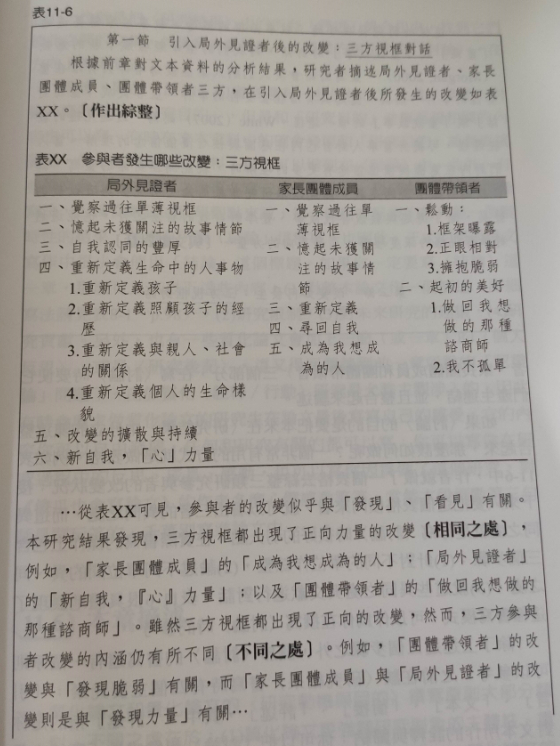 表11-6
第一節　引入局外見證者後的改變：三方視框對話
根據前章對文本資料的分析結果，研究者摘述局外見證者、家長
團體成員、團體帶領者三方，在引入局外見證者後所發生的改變如表
XX。〔作出綜整〕
表XX　參與者發生哪些改變：三方視框
局外見證者
一、覺察過往單薄視框
二、憶起未獲關注的故事情節
三、自我認同的豐厚
四、重新定義生命中的人事物
1.重新定義孩子
2.重新定義照顧孩子的經
歷
3.重新定義與親人、社會
的關係
4.重新定義個人的生命樣
貌
五、改變的擴散與持續
六、新自我，「心」力量
家長團體成員
一、覺察過往單
薄視框
二、憶起未獲關
注的故事情
節
三、重新定義
四、尋回自我
五、成為我想成
為的人
團體帶領者
一、鬆動：
1.框架曝露
2.正眼相對
3.擁抱脆弱
二、起初的美好
1.做回我想
做的那種
諮商師
2.我不孤單
…從表XX可見，參與者的改變似乎與「發現」、「看見」有關。
本研究結果發現，三方視框都出現了正向力量的改變〔相同之處〕，
例如，「家長團體成員」的「成為我想成為的人」；「局外見證者」
的「新自我，『心』力量」；以及「團體帶領者」的「做回我想做的
那種諮商師」。雖然三方視框都出現了正向的改變，然而，三方參與
者改變的內涵仍有所不同〔不同之處〕。例如，「團體帶領者」的改
變與「發現脆弱」有關，而「家長團體成員」與「局外見證者」的改
變則是與「發現力量」有關…